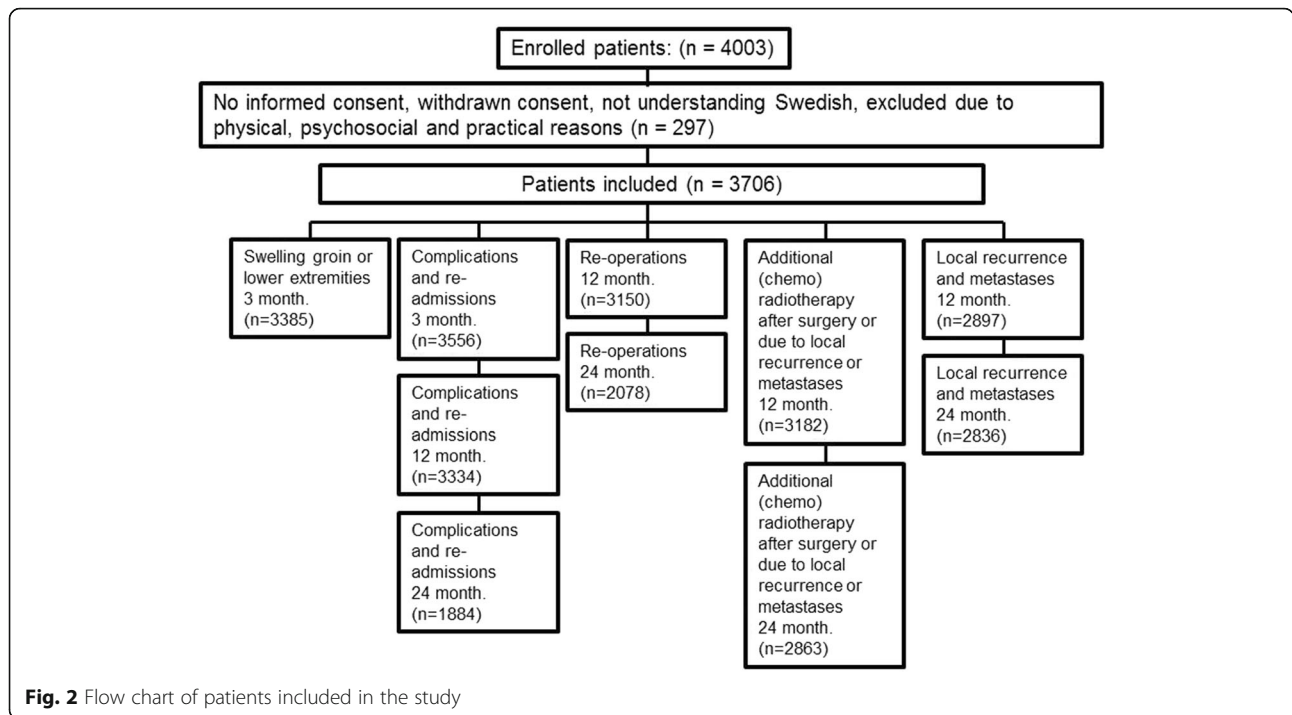 Enrolled patients: (n = 4003)
No informed consent, withdrawn consent, not understanding Swedish, excluded due to
physical, psychosocial and practical reasons (n = 297)
Patients included (n = 3706)
Swelling groin or
lower extremities
3 month.
(n=3385)
Complications
and re-
admissions
3 month.
(n=3556)
Complications
and re-
admissions
12 month.
(n=3334)
Complications
and re-
admissions
24 month.
(n=1884)
Re-operations
12 month.
(n=3150)
Re-operations
24 month.
(n=2078)
Additional
(chemo)
radiotherapy
after surgery or
due to local
recurrence or
metastases
12 month.
(n=3182)
Additional
(chemo)
radiotherapy
after surgery or
due to local
recurrence or
metastases
24 month.
(n=2863)
Local recurrence
and metastases
12 month.
(n=2897)
Local recurrence
and metastases
24 month.
(n=2836)
Fig. 2 Flow chart of patients included in the study